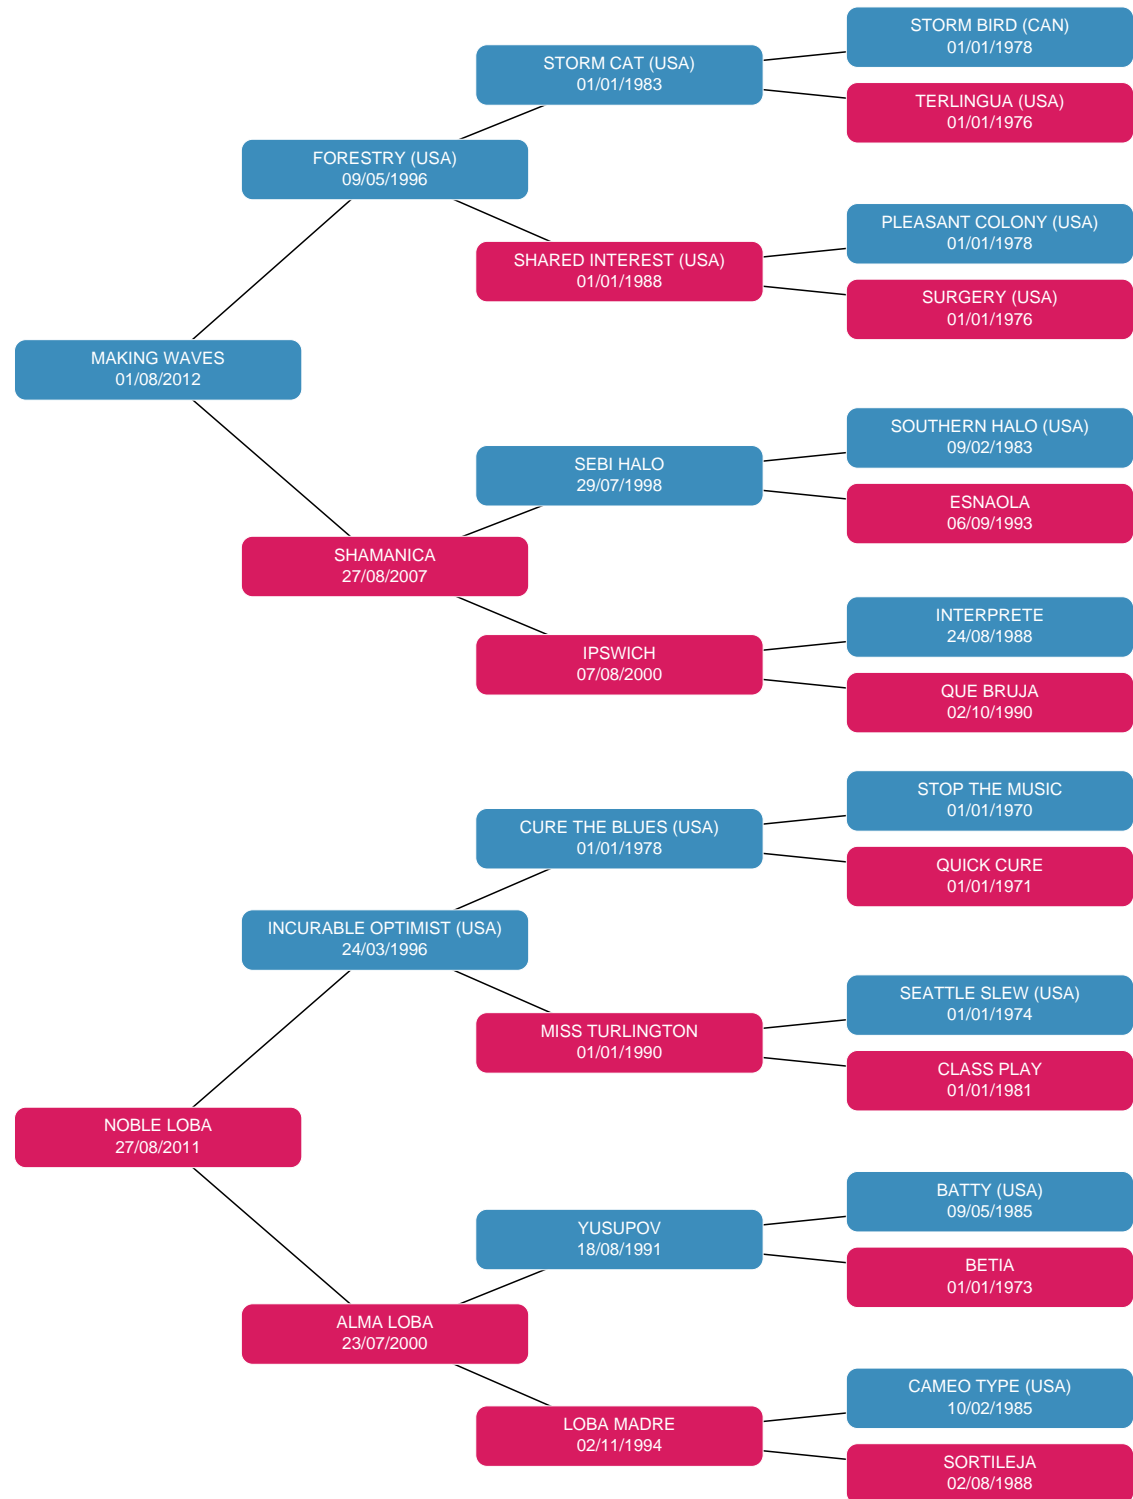 STORM BIRD (CAN)
01/01/1978
STORM CAT (USA)
01/01/1983
TERLINGUA (USA)
01/01/1976
FORESTRY (USA)
09/05/1996
PLEASANT COLONY (USA)
01/01/1978
SHARED INTEREST (USA)
01/01/1988
SURGERY (USA)
01/01/1976
MAKING WAVES
01/08/2012
SOUTHERN HALO (USA)
09/02/1983
SEBI HALO
29/07/1998
ESNAOLA
06/09/1993
SHAMANICA
27/08/2007
INTERPRETE
24/08/1988
IPSWICH
07/08/2000
QUE BRUJA
02/10/1990
STOP THE MUSIC
01/01/1970
CURE THE BLUES (USA)
01/01/1978
QUICK CURE
01/01/1971
INCURABLE OPTIMIST (USA)
24/03/1996
SEATTLE SLEW (USA)
01/01/1974
MISS TURLINGTON
01/01/1990
CLASS PLAY
01/01/1981
NOBLE LOBA
27/08/2011
BATTY (USA)
09/05/1985
YUSUPOV
18/08/1991
BETIA
01/01/1973
ALMA LOBA
23/07/2000
CAMEO TYPE (USA)
10/02/1985
LOBA MADRE
02/11/1994
SORTILEJA
02/08/1988